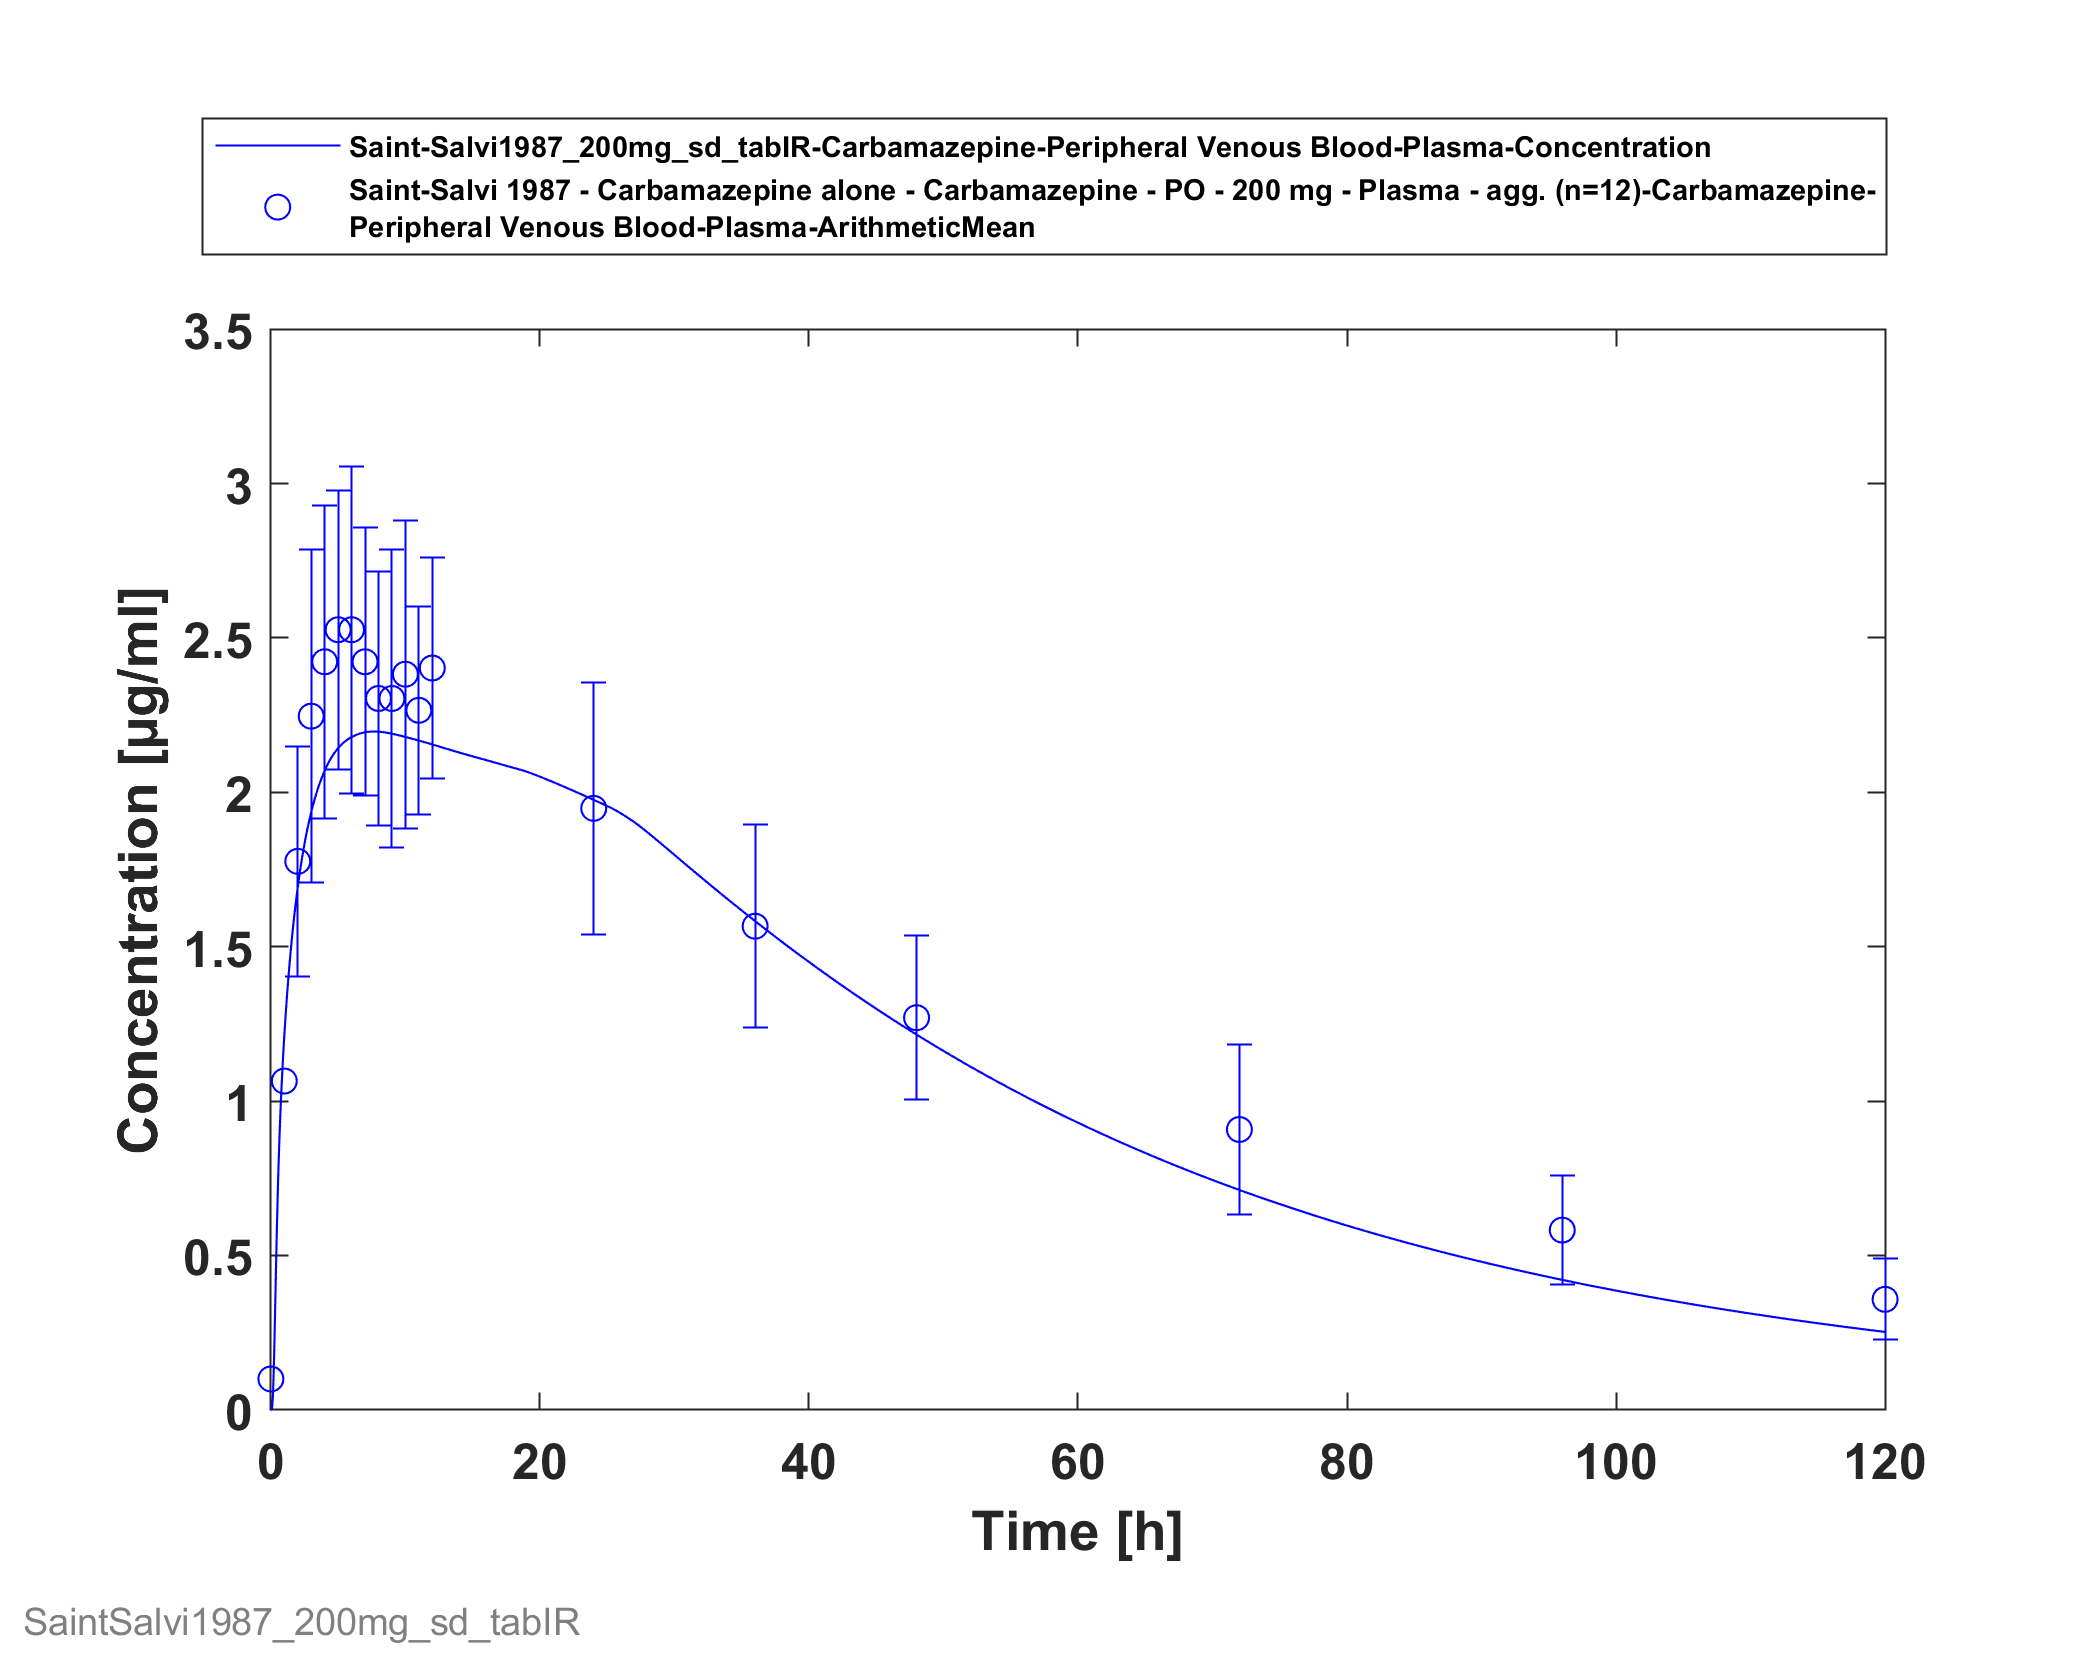 Saint-Salvi1987_200mg_sd_tabIR-Carbamazepine-Peripheral Venous Blood-Plasma-Concentration
Saint-Salvi 1987 - Carbamazepine alone - Carbamazepine - PO - 200 mg - Plasma - agg. (n=12)-Carbamazepine-
Peripheral Venous Blood-Plasma-ArithmeticMean
3.5
3
2.5
2
1.5
1
0.5
0
Concentration [µg/ml]
0 20 40 60 80 100 120
Time [h]
SaintSalvi1987_200mg_sd_tabIR